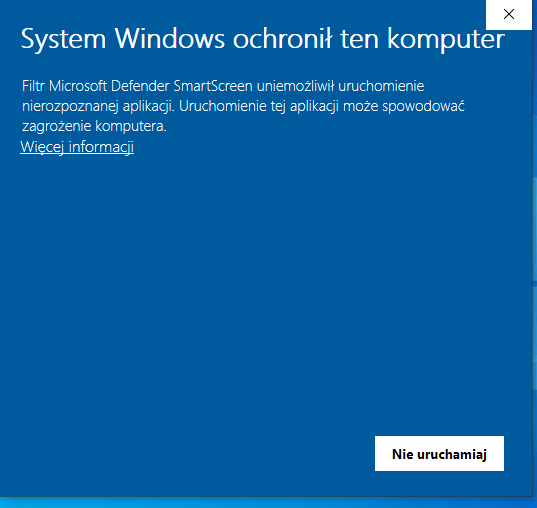 System Windows ochronił ten komputer
Filtr Microsoft Defender SmartScreen uniemożliwił uruchomienie
nierozpoznanej aplikacji. Uruchomienie tej aplikacji może spowodować
zagrożenie komputera.
Więcej informacji
Nie uruchamiaj